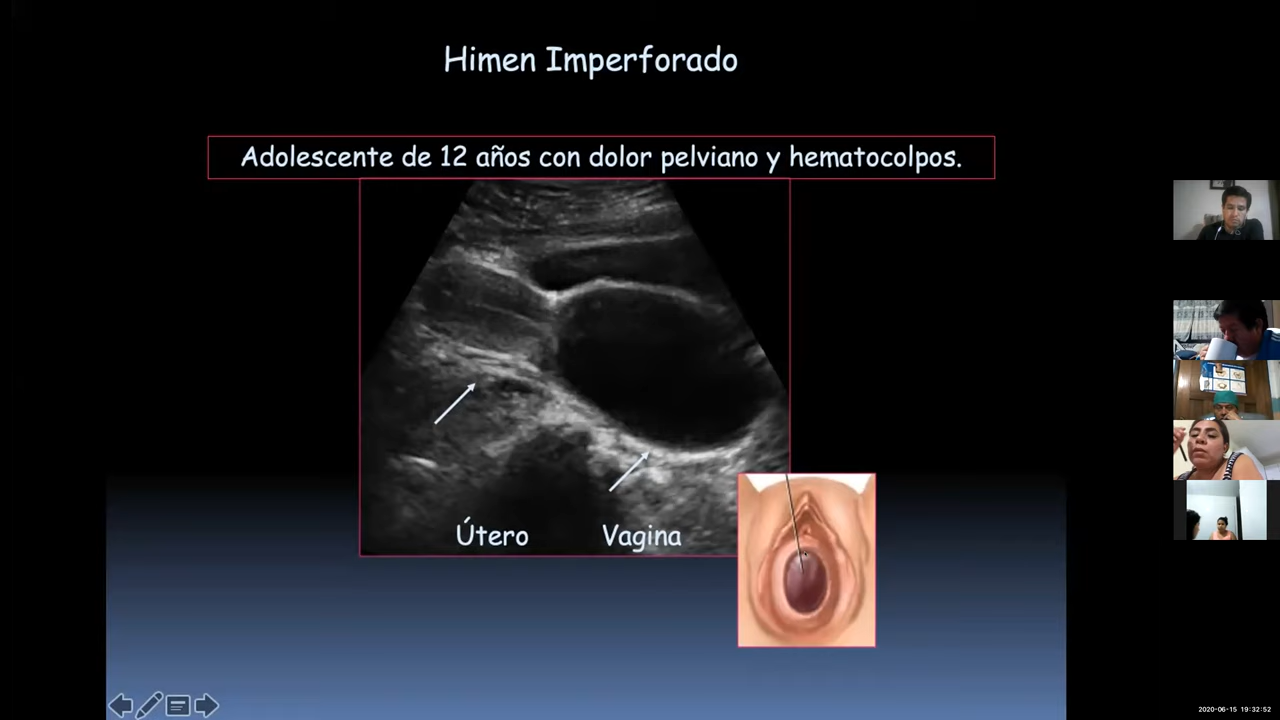 Himen Imperforado
Adolescente de 12 años con dolor pelviano y hematocolpos.
Útero
Vagina
2020-06-15 19:32:52